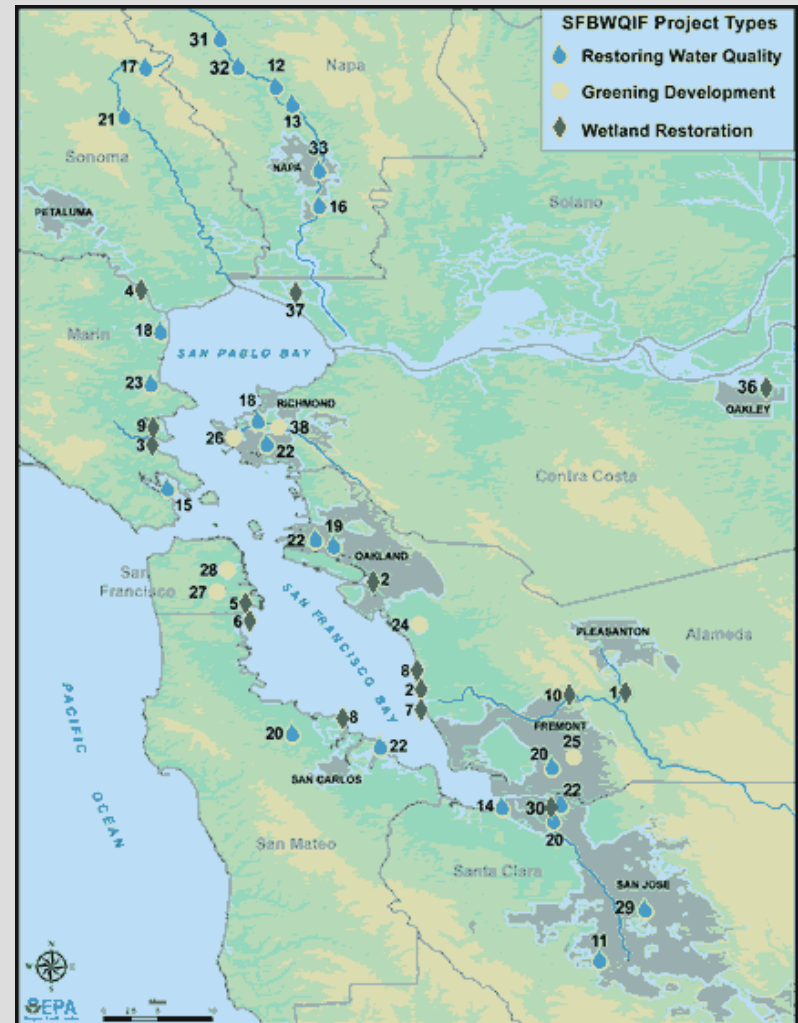 SFBWQIF Project Types
Restoring Water Quality
Greening Development
Wetland Restoration
31
17
32
12
Napa
21
13
Sonoma
33
NAPA
16
PETALUMA
Solano
4
37
Marin
18
SAN PABLO BAY
23
36
OAKLEY
18
RICHMOND
9
26
38
3
22
Contra Costa
15
22
19
OAKLAND
San
Francisco
28
27
2
5
6
SAN FRANCISCO BAY
24
PLEASANTON
Alameda
8
2
7
10
1
PACIFIC
OCEAN
8
FREMONT
20
22
20
25
SAN CARLOS
14
30
22
20
San Mateo
Santa Clara
SAN JOSE
29
11
N
W
E
S
EPA
0
10